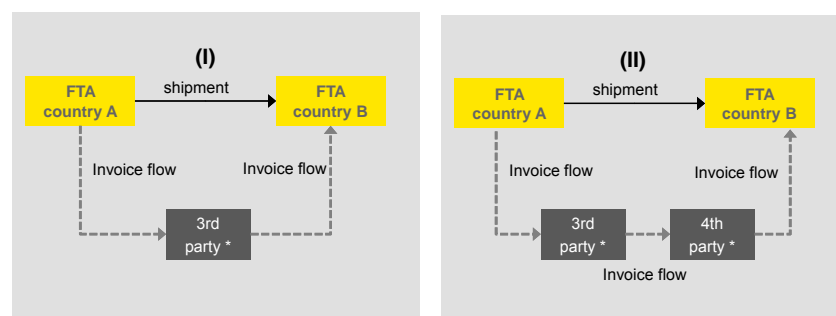 (I)
FTA
country A
shipment
FTA
country B
Invoice flow
Invoice flow
3rd
party *
(II)
FTA
country A
shipment
FTA
country B
Invoice flow
Invoice flow
3rd
party *
4th
party *
Invoice flow